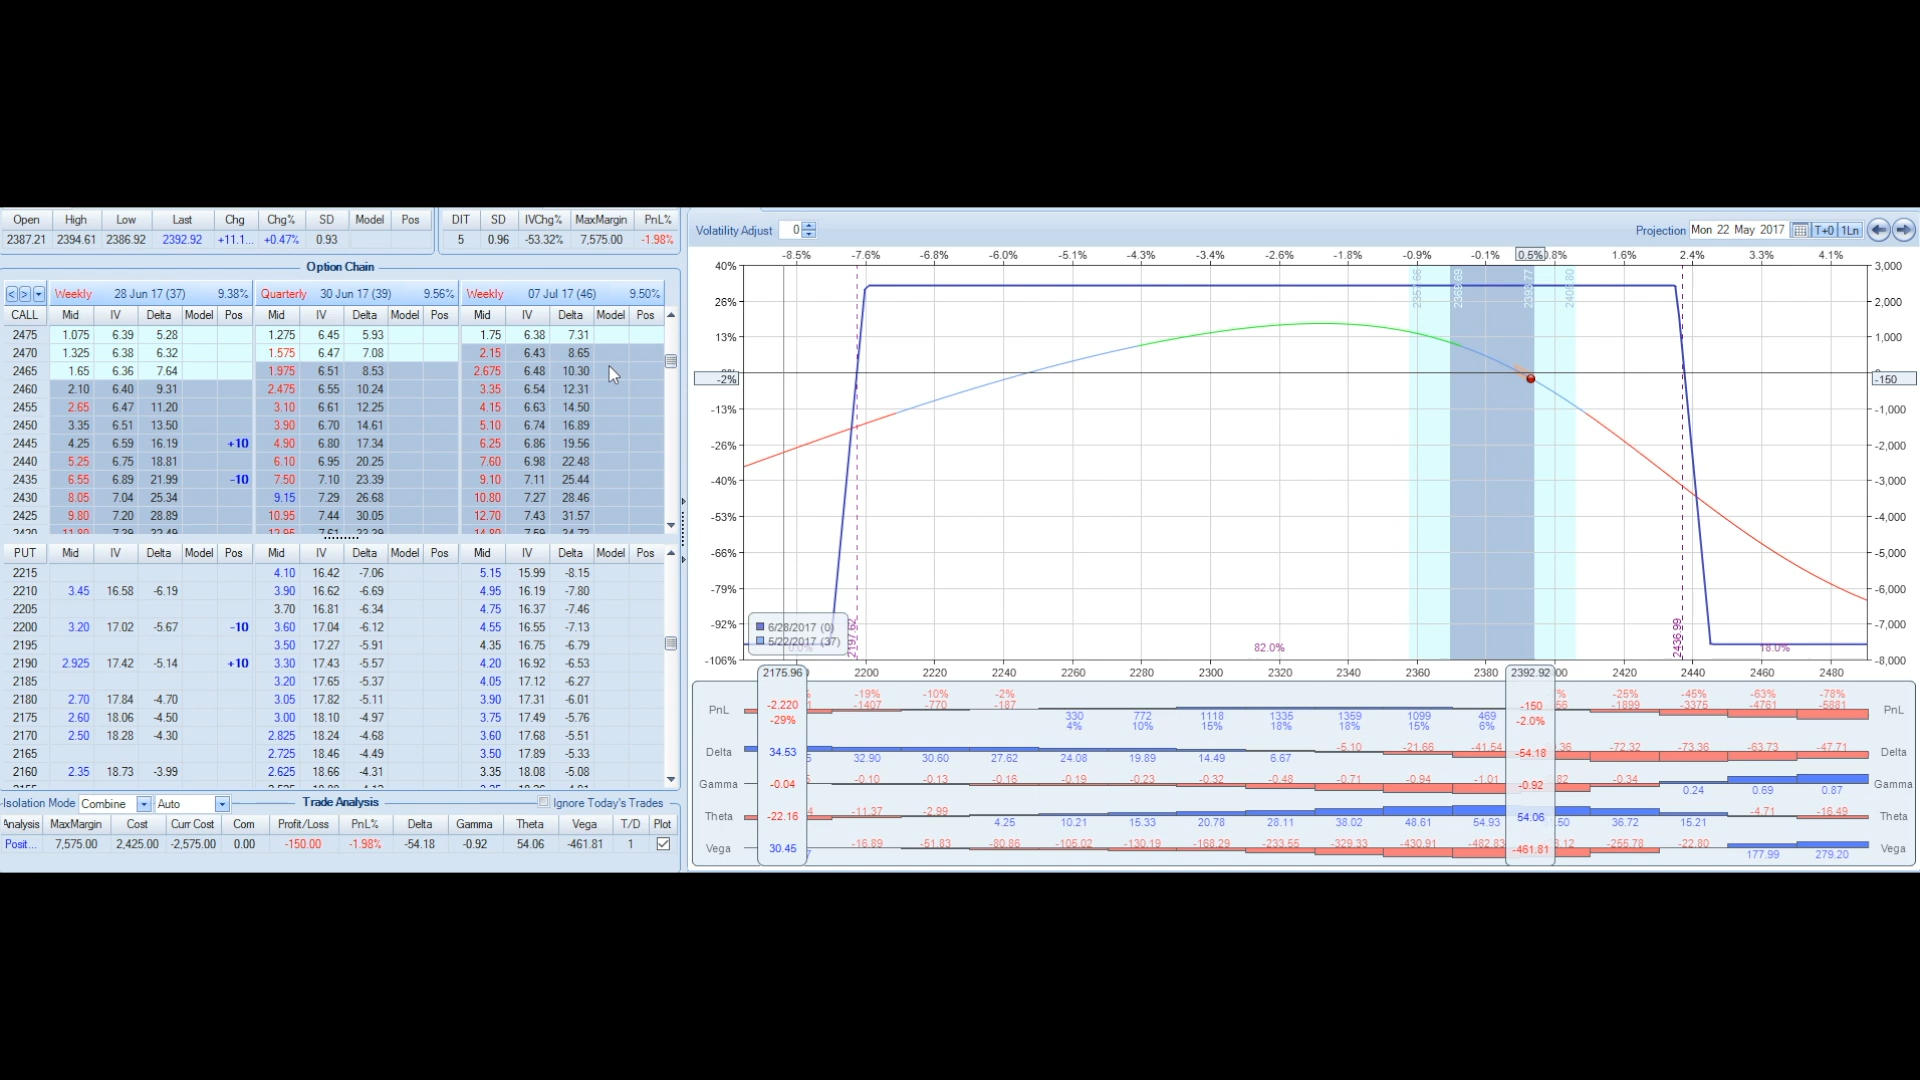 Open High Low Last Chg Chg% SD Model Pos
2387.21 2394.61 2386.92 2392.92 +11.1... +0.47% 0.93
DIT SD IVChg% MaxMargin PnL%
5 0.96 -53.32% 7,575.00 -1.98%
Option Chain
Weekly 28 Jun 17 (37) 9.38% Quarterly 30 Jun 17 (39) 9.56% Weekly 07 Jul 17 (46) 9.50%
CALL Mid IV Delta Model Pos Mid IV Delta Model Pos Mid IV Delta Model Pos
2475 1.075 6.39 5.28 1.275 6.45 5.93 1.75 6.38 7.31
2470 1.325 6.38 6.32 1.575 6.47 7.08 2.15 6.43 8.65
2465 1.65 6.36 7.64 1.975 6.51 8.53 2.675 6.48 10.30
2460 2.10 6.40 9.31 2.475 6.55 10.24 3.35 6.54 12.31
2455 2.65 6.47 11.20 3.10 6.61 12.25 4.15 6.63 14.50
2450 3.35 6.51 13.50 3.90 6.70 14.61 5.10 6.74 16.89
2445 4.25 6.59 16.19 +10 4.90 6.80 17.34 6.25 6.86 19.56
2440 5.25 6.75 18.81 6.10 6.95 20.25 7.60 6.98 22.48
2435 6.55 6.89 21.99 -10 7.50 7.10 23.39 9.10 7.11 25.44
2430 8.05 7.04 25.34 9.15 7.29 26.68 10.80 7.27 28.46
2425 9.80 7.20 28.89 10.95 7.44 30.05 12.70 7.43 31.57
PUT Mid IV Delta Model Pos Mid IV Delta Model Pos Mid IV Delta Model Pos
2215 4.10 16.42 -7.06 5.15 15.99 -8.15
2210 3.45 16.58 -6.19 3.90 16.62 -6.69 4.95 16.19 -7.80
2205 3.70 16.81 -6.34 4.75 16.37 -7.46
2200 3.20 17.02 -5.67 -10 3.60 17.04 -6.12 4.55 16.55 -7.13
2195 3.50 17.27 -5.91 4.35 16.75 -6.79
2190 2.925 17.42 -5.14 +10 3.30 17.43 -5.57 4.20 16.92 -6.53
2185 3.20 17.65 -5.37 4.05 17.12 -6.27
2180 2.70 17.84 -4.70 3.05 17.82 -5.11 3.90 17.31 -6.01
2175 2.60 18.06 -4.50 3.00 18.10 -4.97 3.75 17.49 -5.76
2170 2.50 18.28 -4.30 2.825 18.24 -4.68 3.60 17.68 -5.51
2165 2.725 18.46 -4.49 3.50 17.89 -5.33
2160 2.35 18.73 -3.99 2.625 18.66 -4.31 3.35 18.08 -5.08
Isolation Mode Combine Auto Trade Analysis Ignore Today's Trades
Analysis MaxMargin Cost Curr Cost Com Profit/Loss PnL% Delta Gamma Theta Vega T/D Plot
Posit... 7,575.00 2,425.00 -2,575.00 0.00 -150.00 -1.98% -54.18 -0.92 54.06 -461.81 1
Volatility Adjust 0 Projection Mon 22 May 2017 T+0 1Ln
-8.5% -7.6% -6.8% -6.0% -5.1% -4.3% -3.4% -2.6% -1.8% -0.9% -0.1% 0.5% 0.8% 1.6% 2.4% 3.3% 4.1%
40% 3,000
26% 2,000
13% 1,000
-2% -150
-13% -1,000
-26% -2,000
-40% -3,000
-53% -4,000
-66% -5,000
-79% -6,000
-92% -7,000
-106% -8,000
2369.69
6/28/2017 (0)
5/22/2017 (37)
2436.99
82.0% 18.0%
2175.96 2200 2220 2240 2260 2280 2300 2320 2340 2360 2380 2392.92 2420 2440 2460 2480
PnL -2,220 -19% -10% -2% -150 -25% -45% -63% -78% PnL
-29% -1407 -770 -187 330 772 1118 1335 1359 1099 469 -2.0% -1899 -3375 -4761 -5881
4% 10% 15% 18% 18% 15% 6%
Delta 34.53 32.90 30.60 27.62 24.08 19.89 14.49 6.67 -5.10 -21.66 -41.54 -54.18 -72.32 -73.36 -63.73 -47.71 Delta
Gamma -0.04 -0.10 -0.13 -0.16 -0.19 -0.23 -0.32 -0.48 -0.71 -0.94 -1.01 -0.92 -0.34 0.24 0.69 0.87 Gamma
Theta -22.16 -11.37 -2.99 4.25 10.21 15.33 20.78 28.11 38.02 48.61 54.93 54.06 36.72 15.21 -4.71 -16.49 Theta
Vega 30.45 -16.89 -51.83 -80.86 -105.02 -130.19 -168.29 -233.55 -329.33 -430.91 -482.83 -461.81 -255.78 -22.80 177.99 279.20 Vega